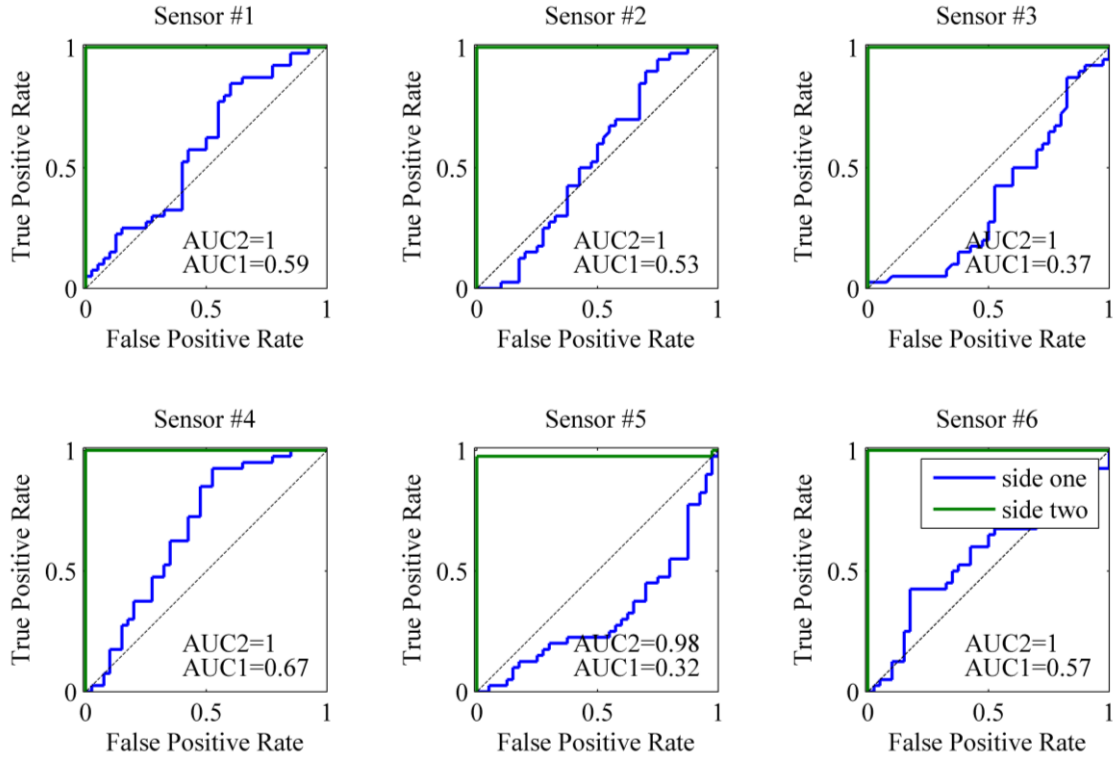 Sensor #1
True Positive Rate
1
0.5
0
AUC2=1
AUC1=0.59
0
0.5
1
False Positive Rate
Sensor #2
True Positive Rate
1
0.5
0
AUC2=1
AUC1=0.53
0
0.5
1
False Positive Rate
Sensor #3
True Positive Rate
1
0.5
0
AUC2=1
AUC1=0.37
0
0.5
1
False Positive Rate
Sensor #4
True Positive Rate
1
0.5
0
AUC2=1
AUC1=0.67
0
0.5
1
False Positive Rate
Sensor #5
True Positive Rate
1
0.5
0
AUC2=0.98
AUC1=0.32
0
0.5
1
False Positive Rate
Sensor #6
True Positive Rate
1
0.5
0
side one
side two
AUC2=1
AUC1=0.57
0
0.5
1
False Positive Rate